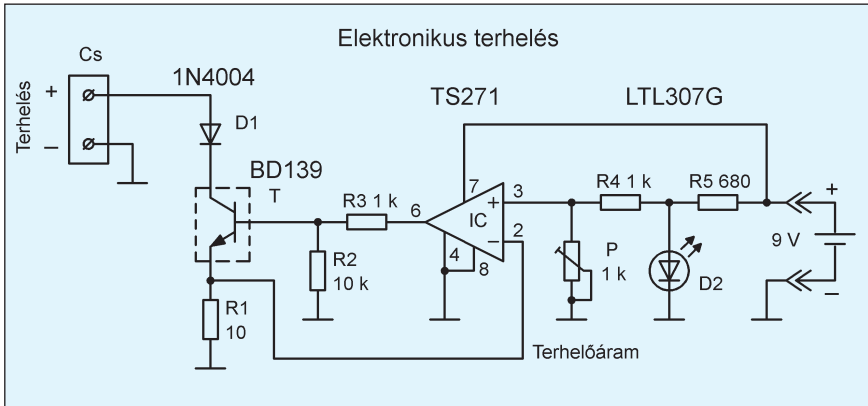 Elektronikus terhelés
Cs
Terhelés
+
–
1N4004
D1
BD139
T
R1
10
R2
10 k
R3 1 k
TS271
IC
7
6
3
+
2
–
4
8
LTL307G
R4 1 k
R5 680
P
1 k
D2
+
9 V
–
Terhelőáram